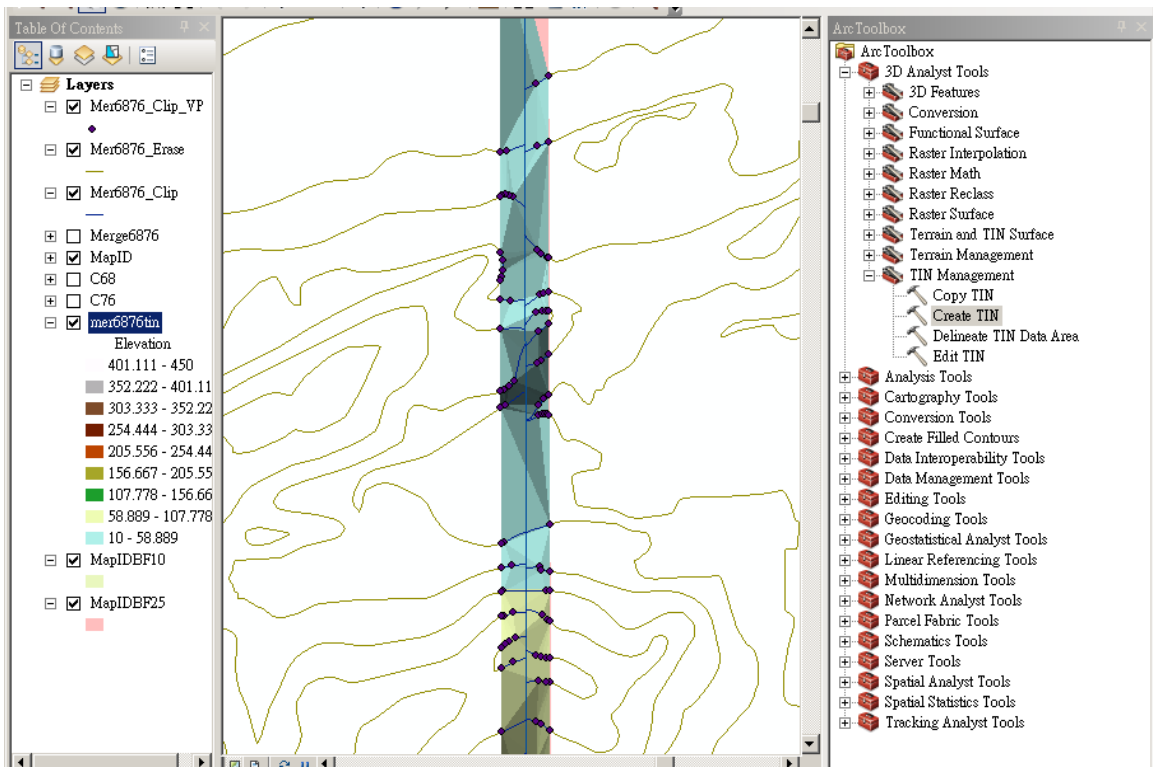 Table Of Contents
Layers
Mer6876_Clip_VP
Mer6876_Erase
Mer6876_Clip
Merge6876
MapID
C68
C76
mer6876tin
Elevation
401.111 - 450
352.222 - 401.11
303.333 - 352.22
254.444 - 303.33
205.556 - 254.44
156.667 - 205.55
107.778 - 156.66
58.889 - 107.778
10 - 58.889
MapIDBF10
MapIDBF25
ArcToolbox
ArcToolbox
3D Analyst Tools
3D Features
Conversion
Functional Surface
Raster Interpolation
Raster Math
Raster Reclass
Raster Surface
Terrain and TIN Surface
Terrain Management
TIN Management
Copy TIN
Create TIN
Delineate TIN Data Area
Edit TIN
Analysis Tools
Cartography Tools
Conversion Tools
Create Filled Contours
Data Interoperability Tools
Data Management Tools
Editing Tools
Geocoding Tools
Geostatistical Analyst Tools
Linear Referencing Tools
Multidimension Tools
Network Analyst Tools
Parcel Fabric Tools
Schematics Tools
Server Tools
Spatial Analyst Tools
Spatial Statistics Tools
Tracking Analyst Tools